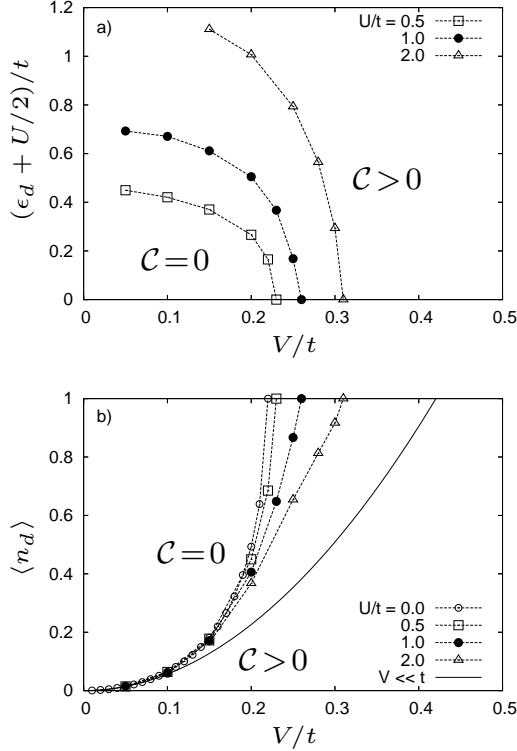 a)
U/t = 0.5
1.0
2.0
1.2
1
0.8
0.6
0.4
0.2
0
(ϵ_d + U/2)/t
C > 0
C = 0
0 0.1 0.2 0.3 0.4 0.5
V/t
b)
1
0.8
0.6
0.4
0.2
0
⟨n_d⟩
C = 0
C > 0
U/t = 0.0
0.5
1.0
2.0
V << t
0 0.1 0.2 0.3 0.4 0.5
V/t